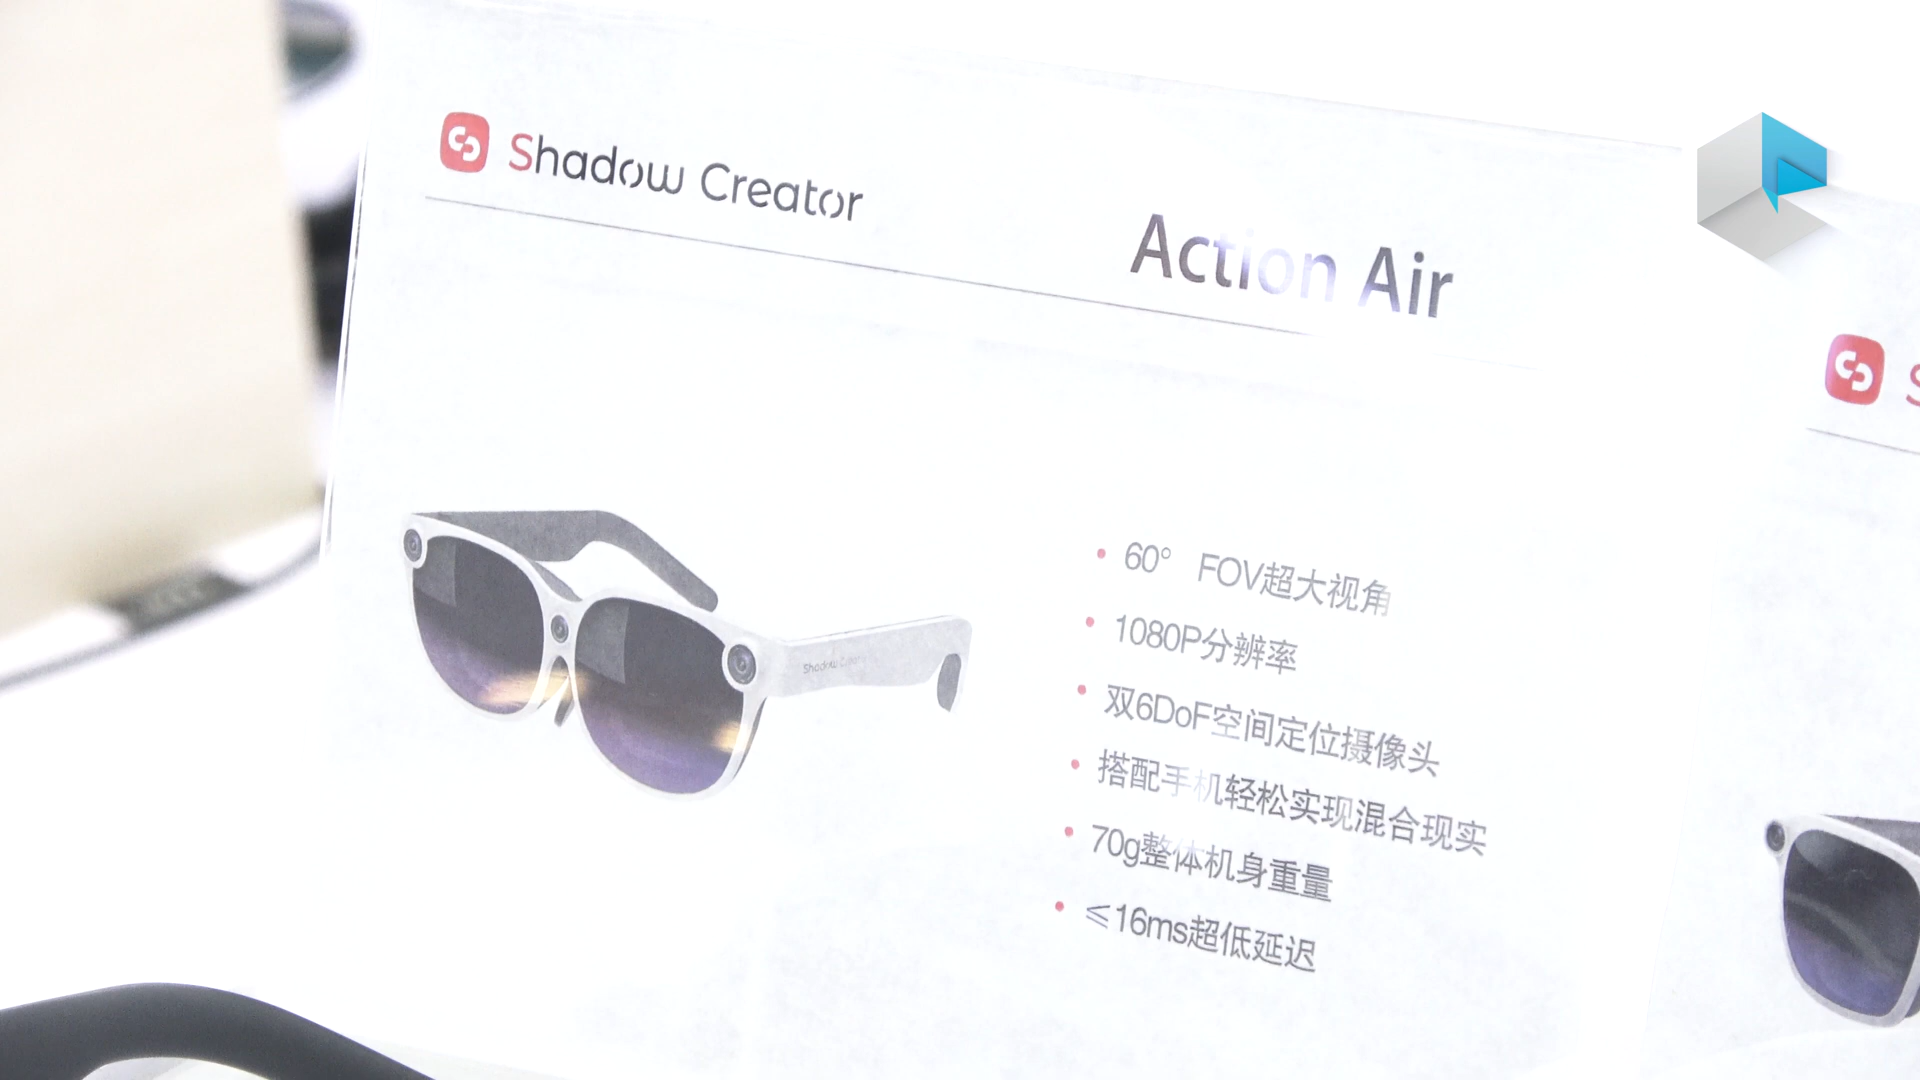 Shadow Creator
Action Air
60° FOV超大视角
1080P分辨率
双6DoF空间定位摄像头
搭配手机轻松实现混合现实
70g整体机身重量
≤16ms超低延迟
Shadow Creator
S